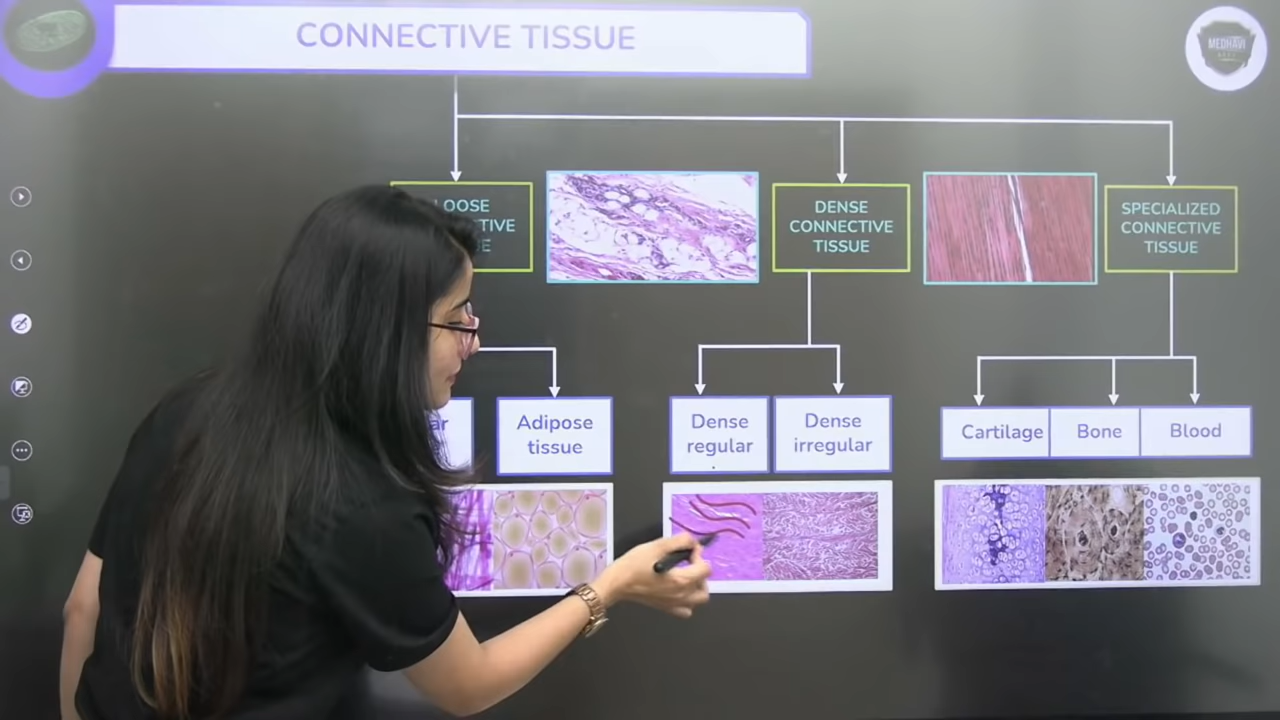 CONNECTIVE TISSUE
MEDHAVI
DENSE
CONNECTIVE
TISSUE
SPECIALIZED
CONNECTIVE
TISSUE
Adipose
tissue
Dense
regular
Dense
irregular
Cartilage
Bone
Blood